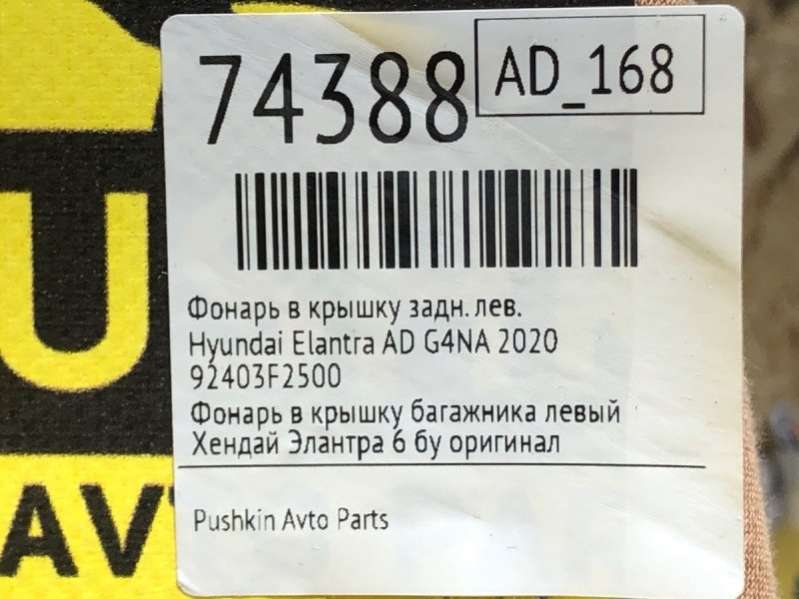 74388
AD_168
Фонарь в крышку задн. лев.
Hyundai Elantra AD G4NA 2020
92403F2500
Фонарь в крышку багажника левый
Хендай Элантра 6 бу оригинал
Pushkin Avto Parts
U
AV